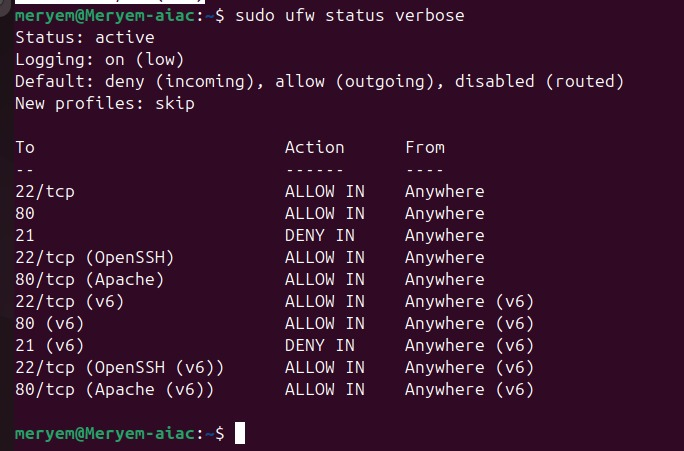 meryem@Meryem-aiac:~$ sudo ufw status verbose
Status: active
Logging: on (low)
Default: deny (incoming), allow (outgoing), disabled (routed)
New profiles: skip

To                         Action      From
--                         ------      ----
22/tcp                     ALLOW IN    Anywhere
80                         ALLOW IN    Anywhere
21                         DENY IN     Anywhere
22/tcp (OpenSSH)           ALLOW IN    Anywhere
80/tcp (Apache)            ALLOW IN    Anywhere
22/tcp (v6)                ALLOW IN    Anywhere (v6)
80 (v6)                    ALLOW IN    Anywhere (v6)
21 (v6)                    DENY IN     Anywhere (v6)
22/tcp (OpenSSH (v6))      ALLOW IN    Anywhere (v6)
80/tcp (Apache (v6))       ALLOW IN    Anywhere (v6)

meryem@Meryem-aiac:~$